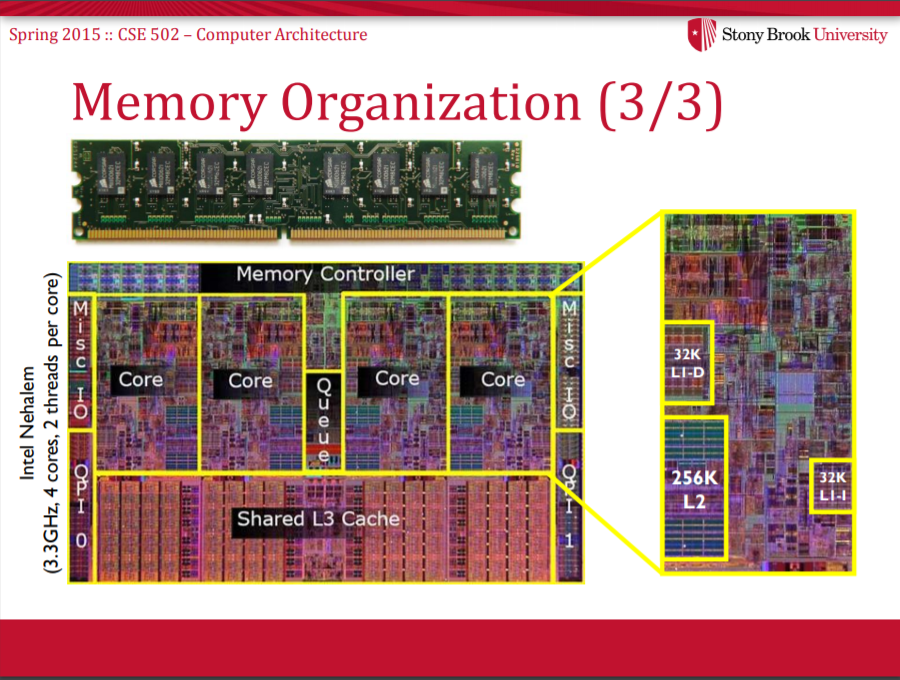 Spring 2015 :: CSE 502 – Computer Architecture
Stony Brook University
Memory Organization (3/3)
Intel Nehalem
(3.3GHz, 4 cores, 2 threads per core)
Memory Controller
Misc IO
Core
Core
Queue
Core
Core
Misc IO
QPI 0
Shared L3 Cache
QPI 1
32K
L1-D
256K
L2
32K
L1-I